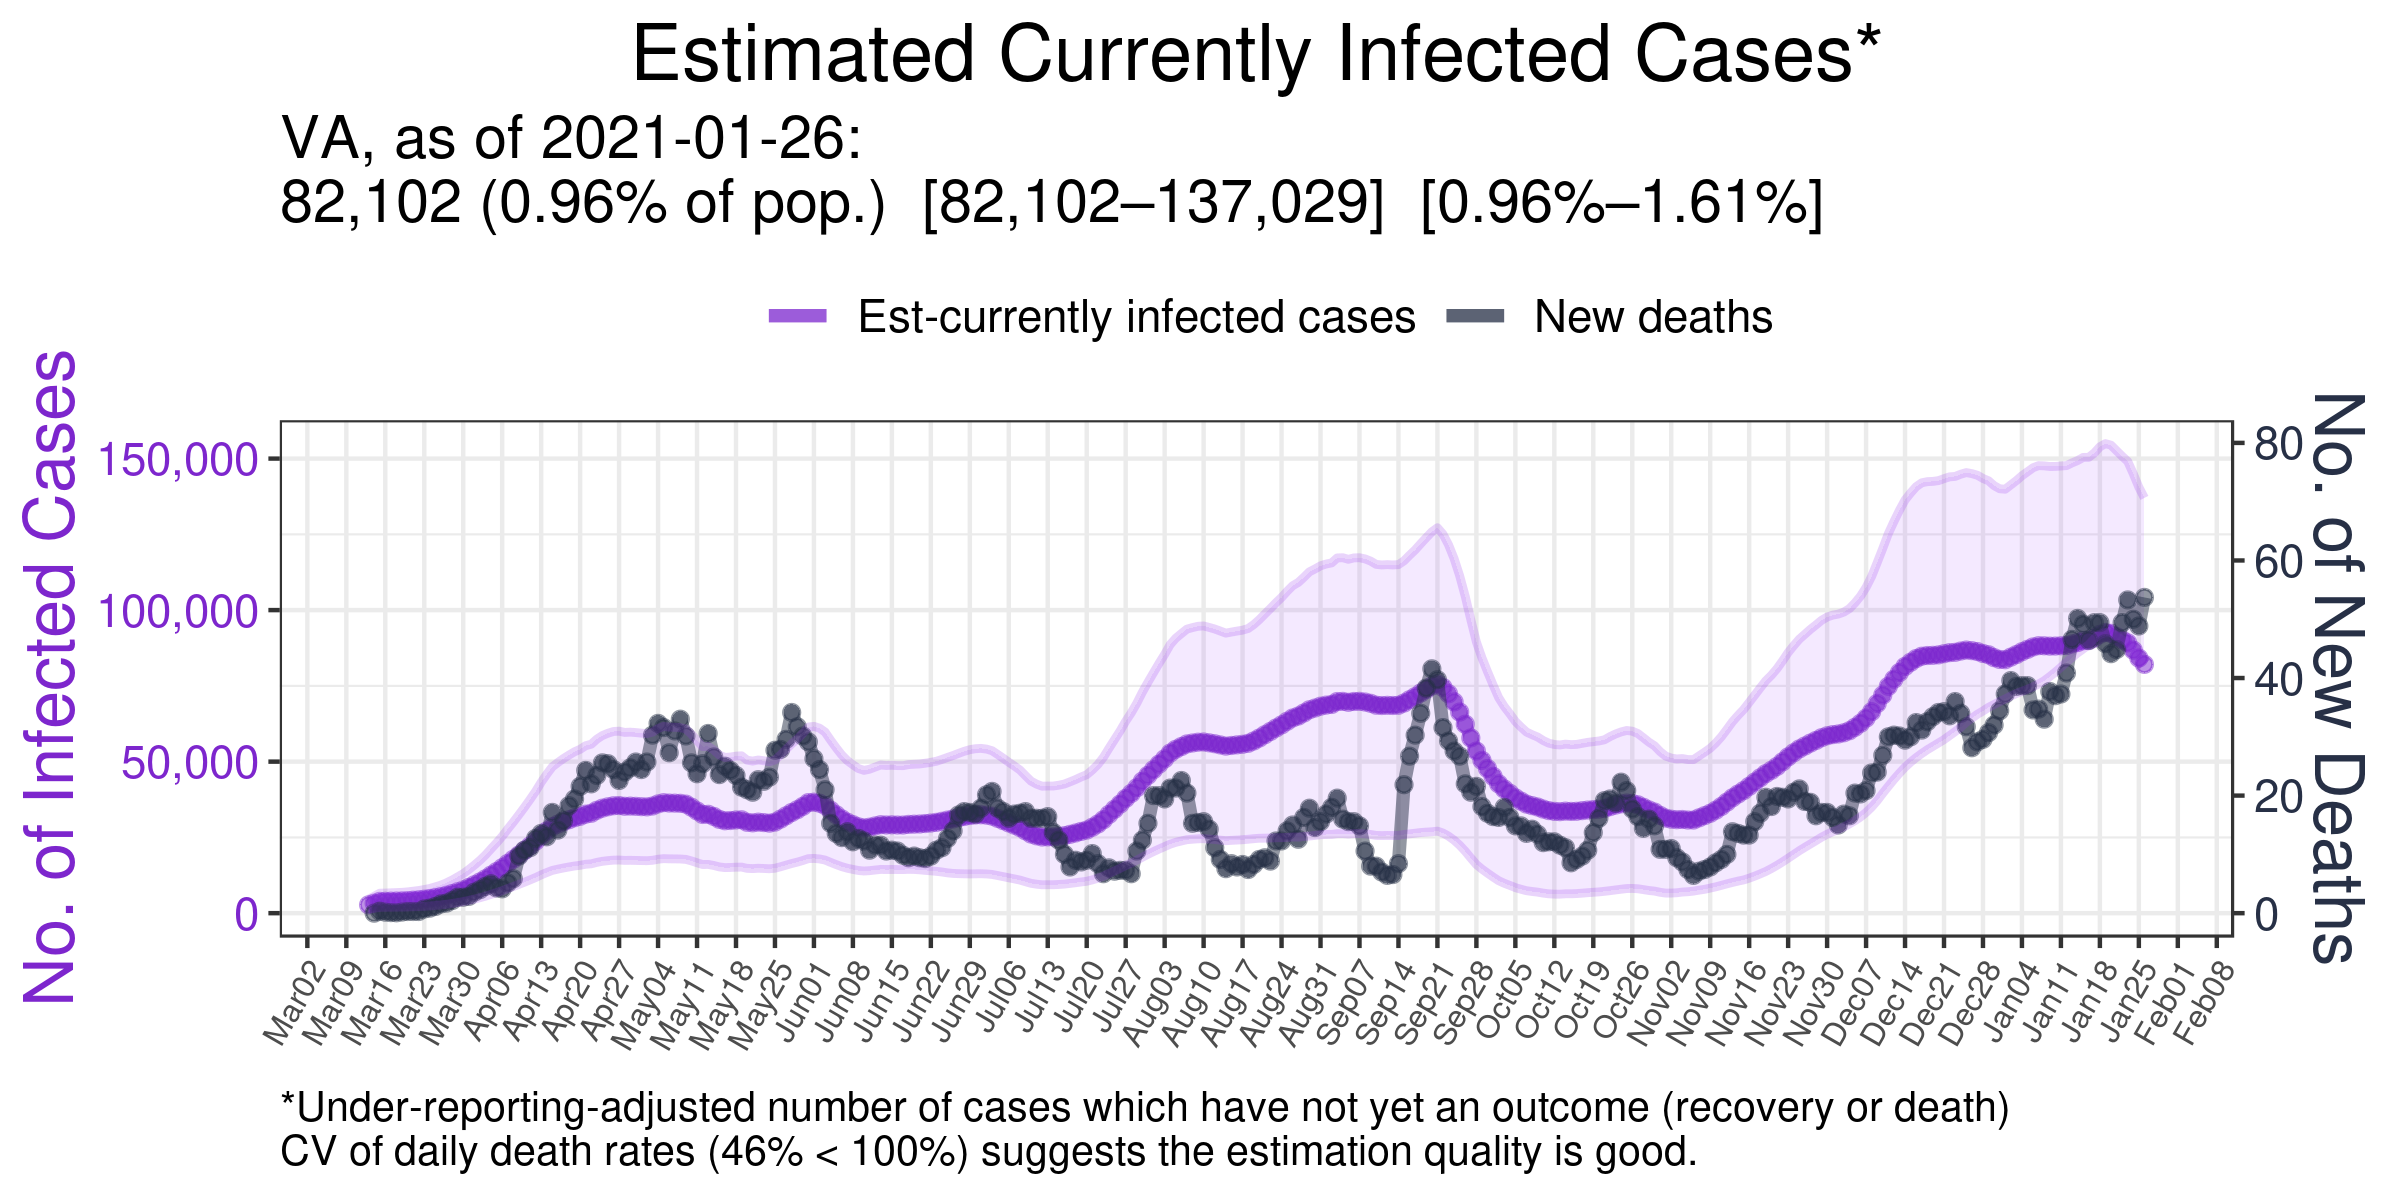 Estimated Currently Infected Cases*
VA, as of 2021-01-26:
82,102 (0.96% of pop.) [82,102–137,029] [0.96%–1.61%]
Est-currently infected cases
New deaths
No. of Infected Cases
150,000
100,000
50,000
0
80
60
40
20
0
No. of New Deaths
Mar02
Mar09
Mar16
Mar23
Mar30
Apr06
Apr13
Apr20
Apr27
May04
May11
May18
May25
Jun01
Jun08
Jun15
Jun22
Jun29
Jul06
Jul13
Jul20
Jul27
Aug03
Aug10
Aug17
Aug24
Aug31
Sep07
Sep14
Sep21
Sep28
Oct05
Oct12
Oct19
Oct26
Nov02
Nov09
Nov16
Nov23
Nov30
Dec07
Dec14
Dec21
Dec28
Jan04
Jan11
Jan18
Jan25
Feb01
Feb08
*Under-reporting-adjusted number of cases which have not yet an outcome (recovery or death)
CV of daily death rates (46% < 100%) suggests the estimation quality is good.